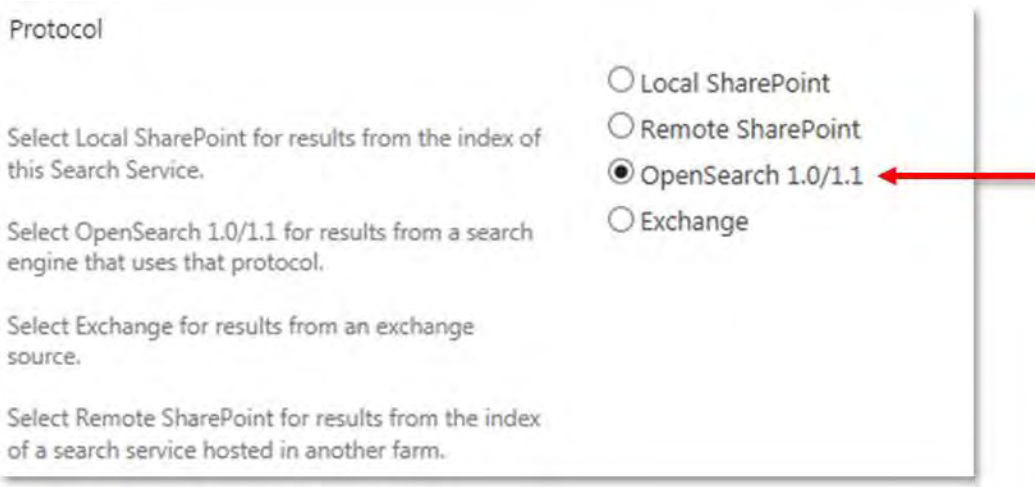 Protocol
Select Local SharePoint for results from the index of
this Search Service.
Select OpenSearch 1.0/1.1 for results from a search
engine that uses that protocol.
Select Exchange for results from an exchange
source.
Select Remote SharePoint for results from the index
of a search service hosted in another farm.
Local SharePoint
Remote SharePoint
OpenSearch 1.0/1.1
Exchange